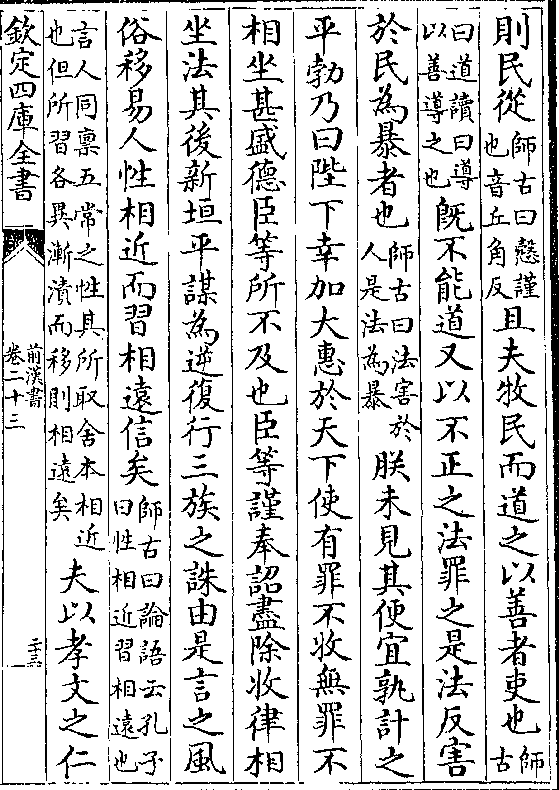 則民從師古曰慤謹
也音丘角反且夫牧民而道之以善者吏也師古
曰道讀曰導
以善導之也旣不能道又以不正之法罪之是法反害
於民為暴者也師古曰法害於
人是法為暴朕未見其便宜孰計之
平勃乃曰陛下幸加大惠於天下使有罪不收無罪不
相坐甚盛德臣等所不及也臣等謹奉詔盡除收律相
坐法其後新垣平謀為逆復行三族之誅由是言之風
俗移易人性相近而習相遠信矣師古曰論語云孔子
曰性相近習相遠也
言人同稟五常之性其所取舍本相近
也但所習各異漸漬而移則相遠矣夫以孝文之仁
欽定四庫全書
前漢書
卷二十三
二十三